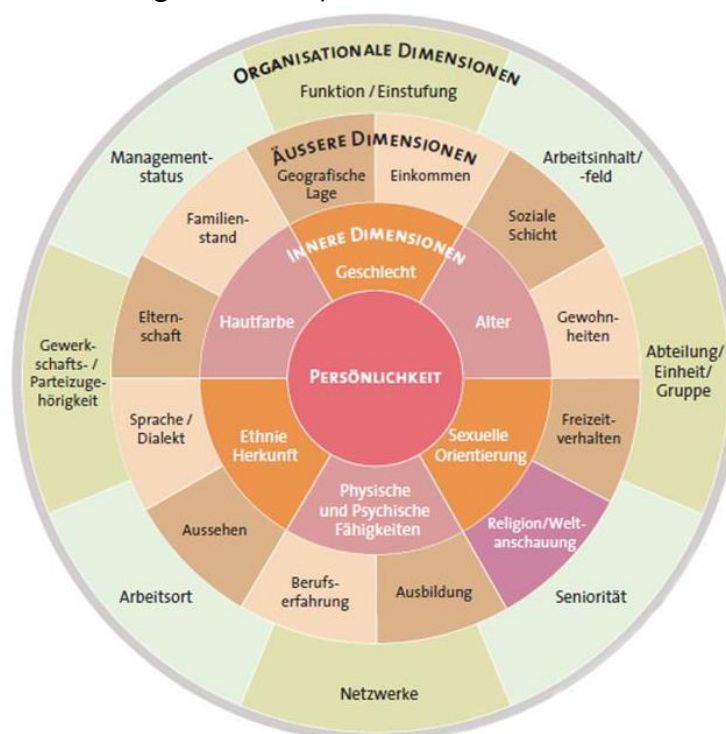 ORGANISATIONALE DIMENSIONEN
Funktion / Einstufung
Management-
status
Arbeitsinhalt/
-feld
Gewerk-
schafts- /
Parteizuge-
hörigkeit
Abteilung/
Einheit/
Gruppe
Arbeitsort
Seniorität
Netzwerke
ÄUSSERE DIMENSIONEN
Geografische
Lage
Einkommen
Familien-
stand
Soziale
Schicht
Eltern-
schaft
Gewohn-
heiten
Sprache /
Dialekt
Freizeit-
verhalten
Aussehen
Religion/Welt-
anschauung
Berufs-
erfahrung
Ausbildung
INNERE DIMENSIONEN
Geschlecht
Hautfarbe
Alter
Ethnie
Herkunft
Sexuelle
Orientierung
Physische
und Psychische
Fähigkeiten
PERSÖNLICHKEIT